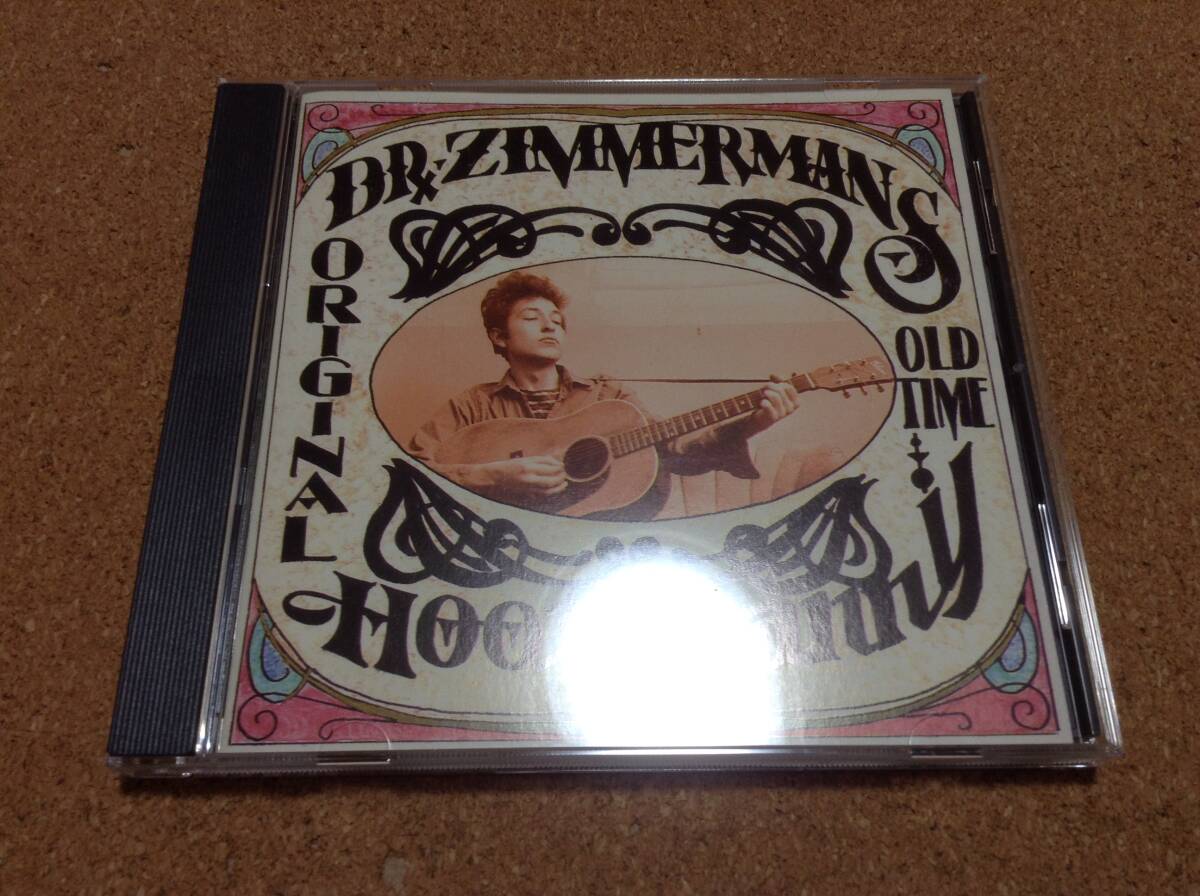 DR. ZIMMERMAN'S
ORIGINAL
OLD
TIME